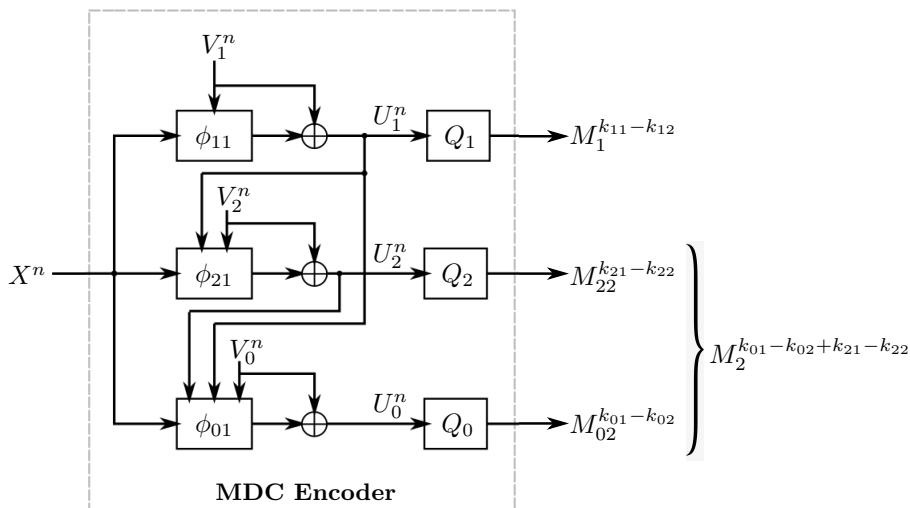 V_1^n
φ_11
U_1^n
Q_1
M_1^{k_11−k_12}
V_2^n
X^n
φ_21
U_2^n
Q_2
M_22^{k_21−k_22}
M_2^{k_01−k_02+k_21−k_22}
V_0^n
φ_01
U_0^n
Q_0
M_02^{k_01−k_02}
MDC Encoder